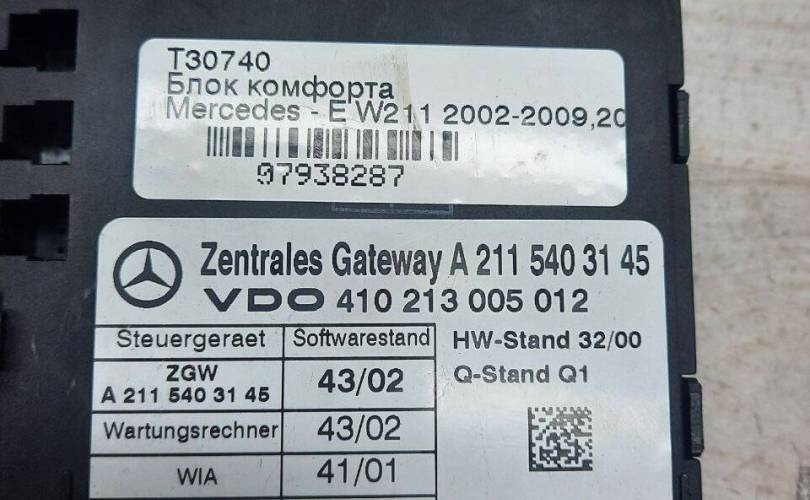 T30740
Блок комфорта
Mercedes - E W211 2002-2009,20
97938287
Zentrales Gateway A 211 540 31 45
VDO 410 213 005 012
Steuergeraet Softwarestand HW-Stand 32/00
ZGW 43/02 Q-Stand Q1
A 211 540 31 45
Wartungsrechner 43/02
WIA 41/01